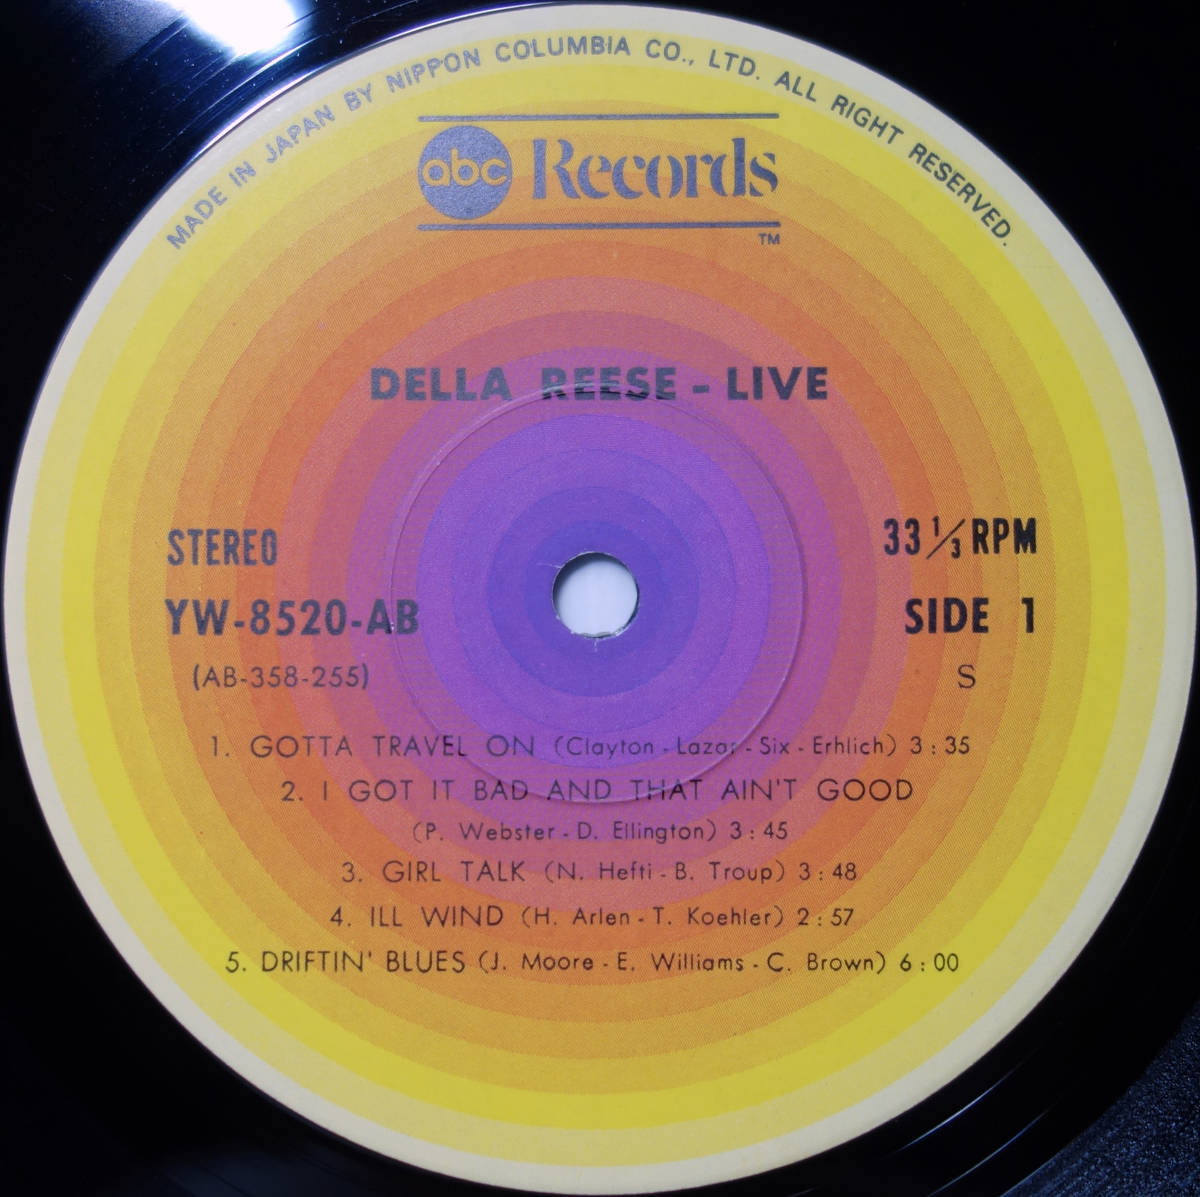 MADE IN JAPAN BY NIPPON COLUMBIA CO., LTD. ALL RIGHT RESERVED.
abc Records
TM
DELLA REESE - LIVE
STEREO
33 1/3 RPM
YW-8520-AB
SIDE 1
(AB-358-255)
S
1. GOTTA TRAVEL ON (Clayton - Lazar - Six - Erhlich) 3 : 35
2. I GOT IT BAD AND THAT AIN'T GOOD
(P. Webster - D. Ellington) 3 : 45
3. GIRL TALK (N. Hefti - B. Troup) 3 : 48
4. ILL WIND (H. Arlen - T. Koehler) 2 : 57
5. DRIFTIN' BLUES (J. Moore - E. Williams - C. Brown) 6 : 00